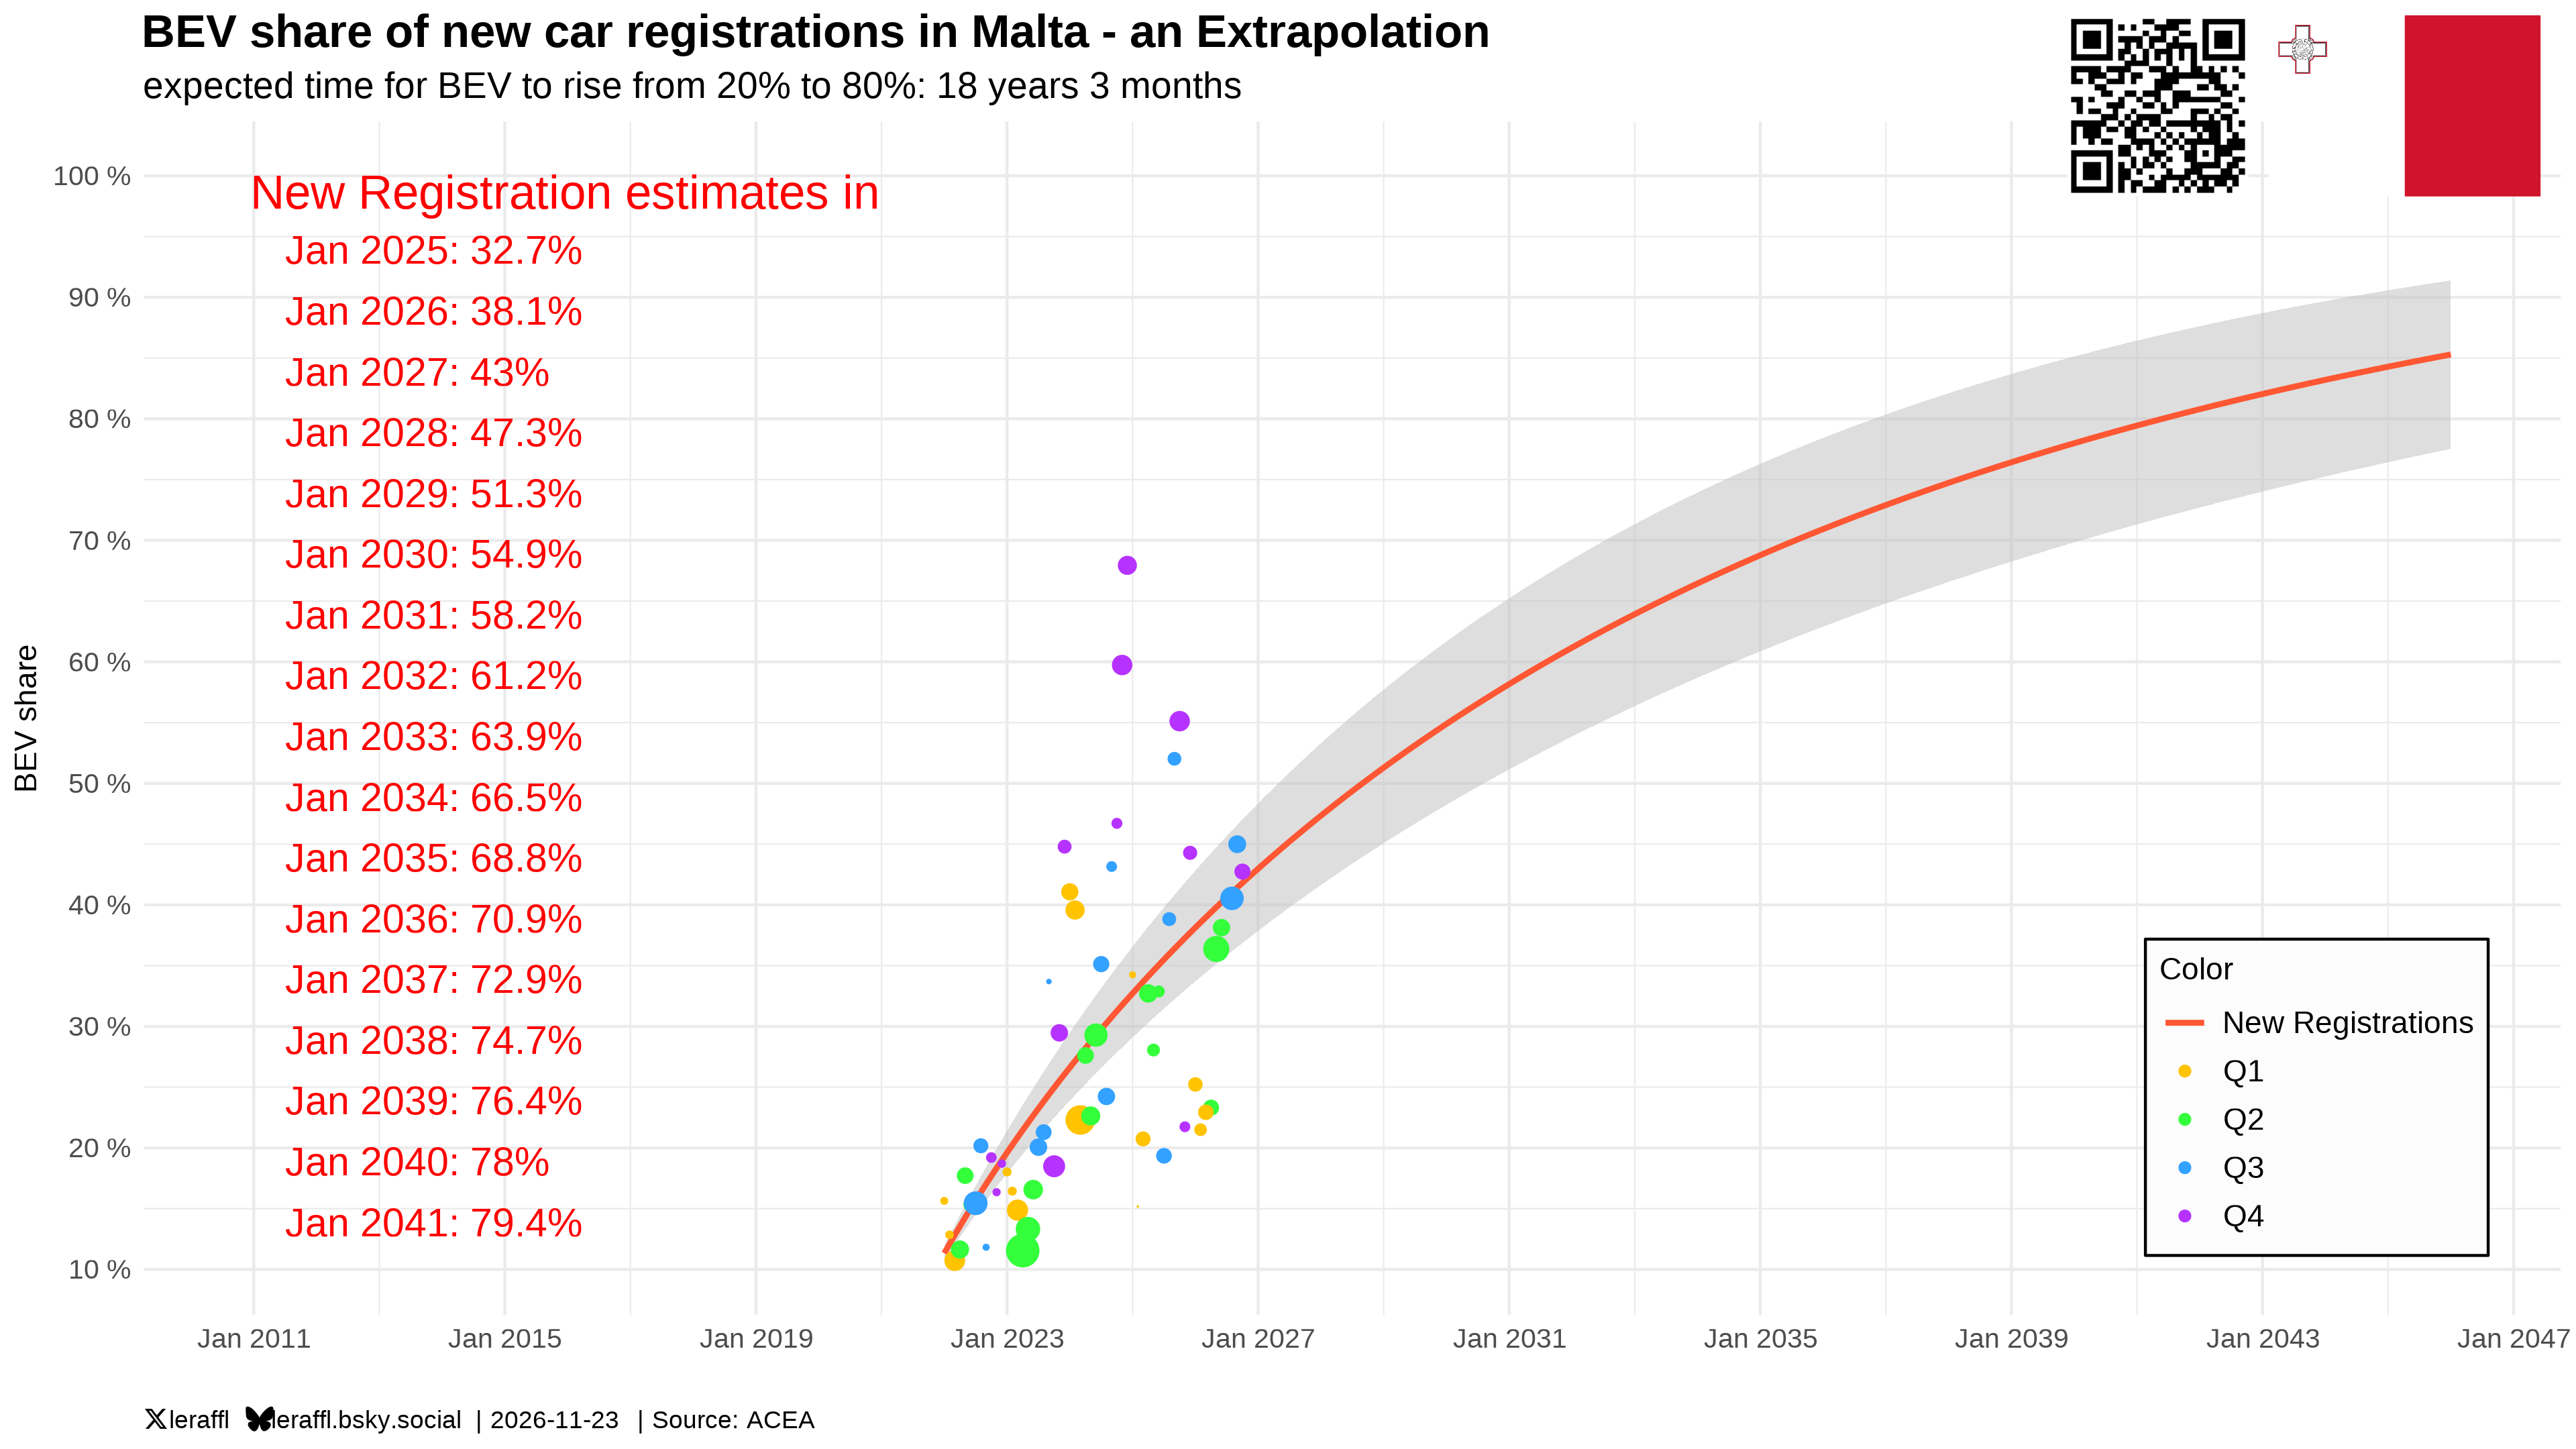 BEV share of new car registrations in Malta - an Extrapolation
expected time for BEV to rise from 20% to 80%: 18 years 3 months
100 %
90 %
80 %
70 %
60 %
50 %
40 %
30 %
20 %
10 %
BEV share
New Registration estimates in
Jan 2025: 32.7%
Jan 2026: 38.1%
Jan 2027: 43%
Jan 2028: 47.3%
Jan 2029: 51.3%
Jan 2030: 54.9%
Jan 2031: 58.2%
Jan 2032: 61.2%
Jan 2033: 63.9%
Jan 2034: 66.5%
Jan 2035: 68.8%
Jan 2036: 70.9%
Jan 2037: 72.9%
Jan 2038: 74.7%
Jan 2039: 76.4%
Jan 2040: 78%
Jan 2041: 79.4%
Color
New Registrations
Q1
Q2
Q3
Q4
Jan 2011 Jan 2015 Jan 2019 Jan 2023 Jan 2027 Jan 2031 Jan 2035 Jan 2039 Jan 2043 Jan 2047
leraffl leraffl.bsky.social | 2026-11-23 | Source: ACEA